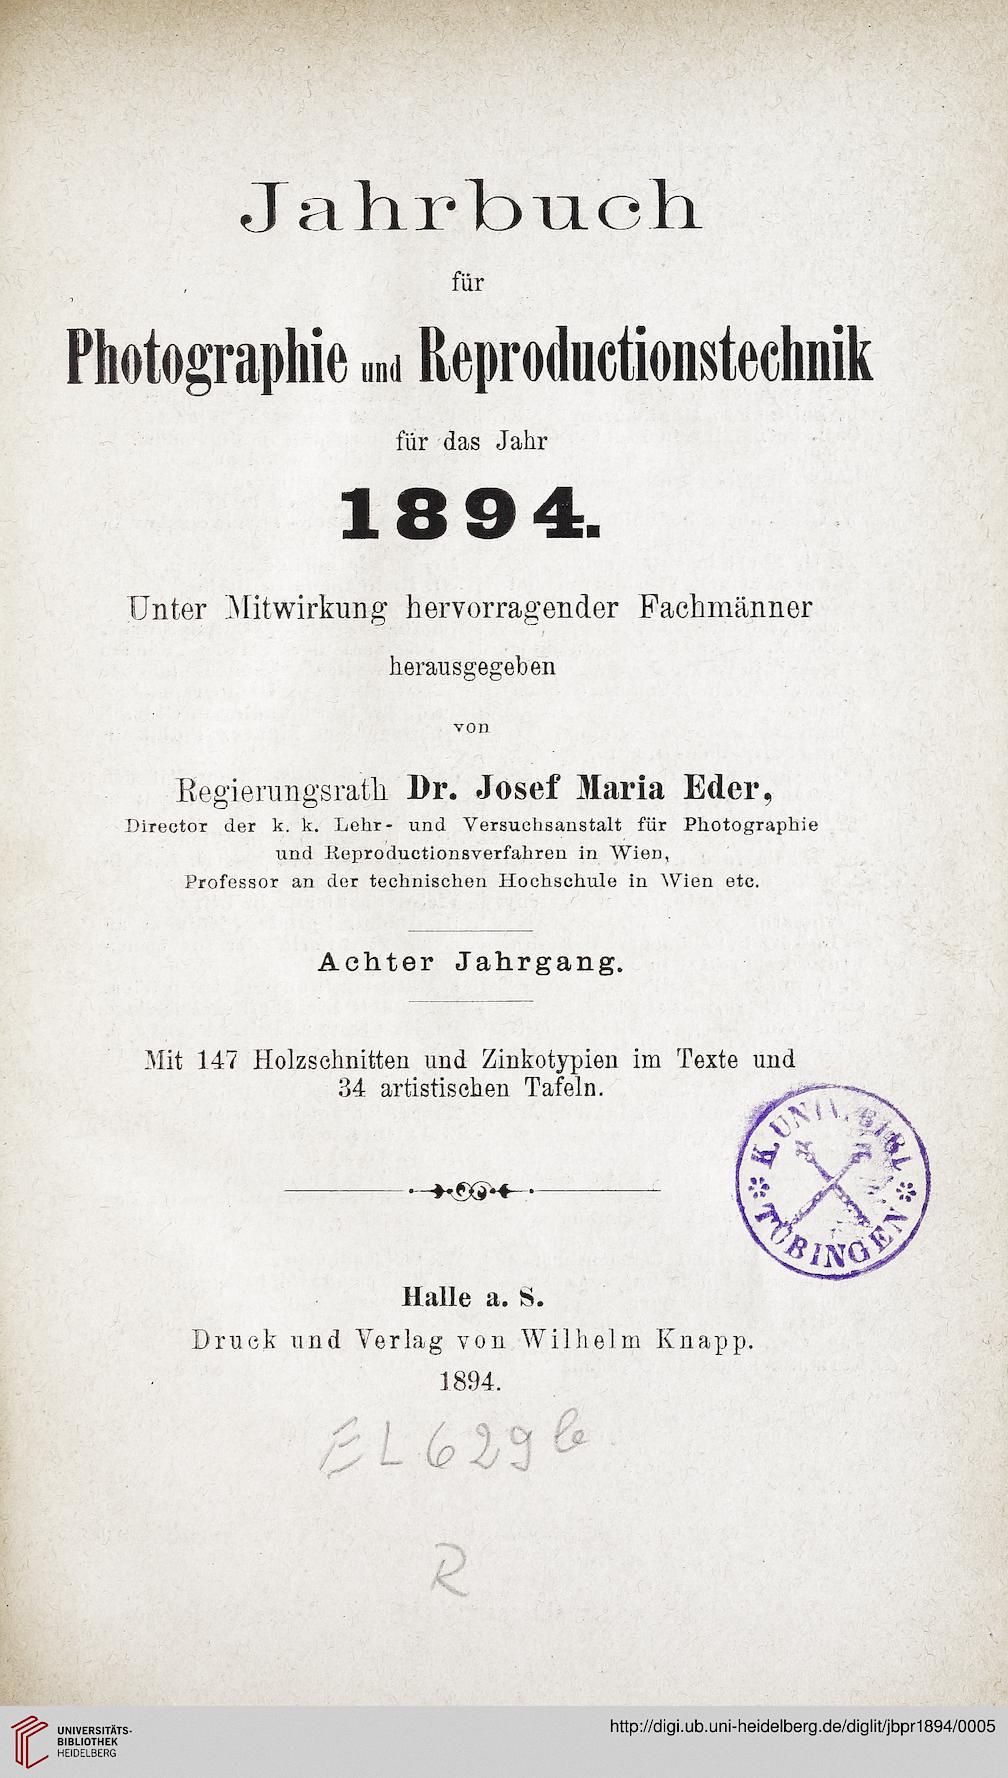 Jahrbuch
für
Photographie und Reproductionstechnik
für das Jahr
1894.
Unter Mitwirkung hervorragender Fachmänner
herausgegeben
von
Regierungsrath Dr. Josef Maria Eder,
Director der k. k. Lehr- und Versuchsanstalt für Photographie
und Reproductionsverfahren in Wien,
Professor an der technischen Hochschule in Wien etc.
Achter Jahrgang.
Mit 147 Holzschnitten und Zinkotypien im Texte und
34 artistischen Tafeln.
K. UNIV. BIBL
TÜBINGEN
Halle a. S.
Druck und Verlag von Wilhelm Knapp.
1894.
EL 629 b
R
UNIVERSITÄTS-
BIBLIOTHEK
HEIDELBERG
http://digi.ub.uni-heidelberg.de/diglit/jbpr1894/0005